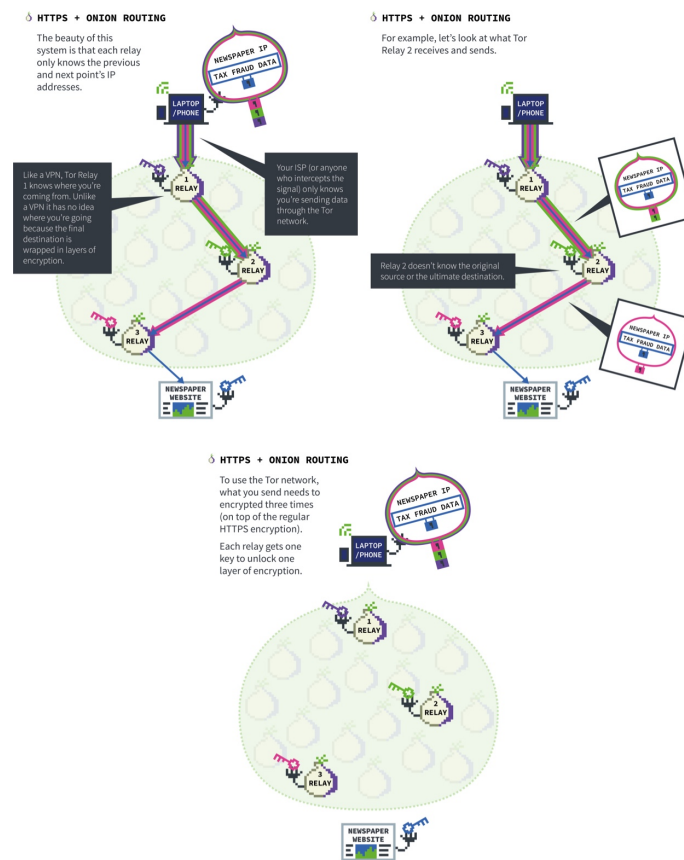 HTTPS + ONION ROUTING
The beauty of this
system is that each relay
only knows the previous
and next point's IP
addresses.
NEWSPAPER IP
TAX FRAUD DATA
LAPTOP
/PHONE
Like a VPN, Tor Relay
1 knows where you're
coming from. Unlike
a VPN it has no idea
where you're going
because the final
destination is
wrapped in layers of
encryption.
Your ISP (or anyone
who intercepts the
signal) only knows
you're sending data
through the Tor
network.
1
RELAY
2
RELAY
3
RELAY
NEWSPAPER
WEBSITE
HTTPS + ONION ROUTING
For example, let's look at what Tor
Relay 2 receives and sends.
LAPTOP
/PHONE
1
RELAY
NEWSPAPER IP
TAX FRAUD DATA
Relay 2 doesn't know the original
source or the ultimate destination.
2
RELAY
NEWSPAPER IP
TAX FRAUD DATA
3
RELAY
NEWSPAPER
WEBSITE
HTTPS + ONION ROUTING
To use the Tor network,
what you send needs to
encrypted three times
(on top of the regular
HTTPS encryption).
Each relay gets one
key to unlock one
layer of encryption.
NEWSPAPER IP
TAX FRAUD DATA
LAPTOP
/PHONE
1
RELAY
2
RELAY
3
RELAY
NEWSPAPER
WEBSITE